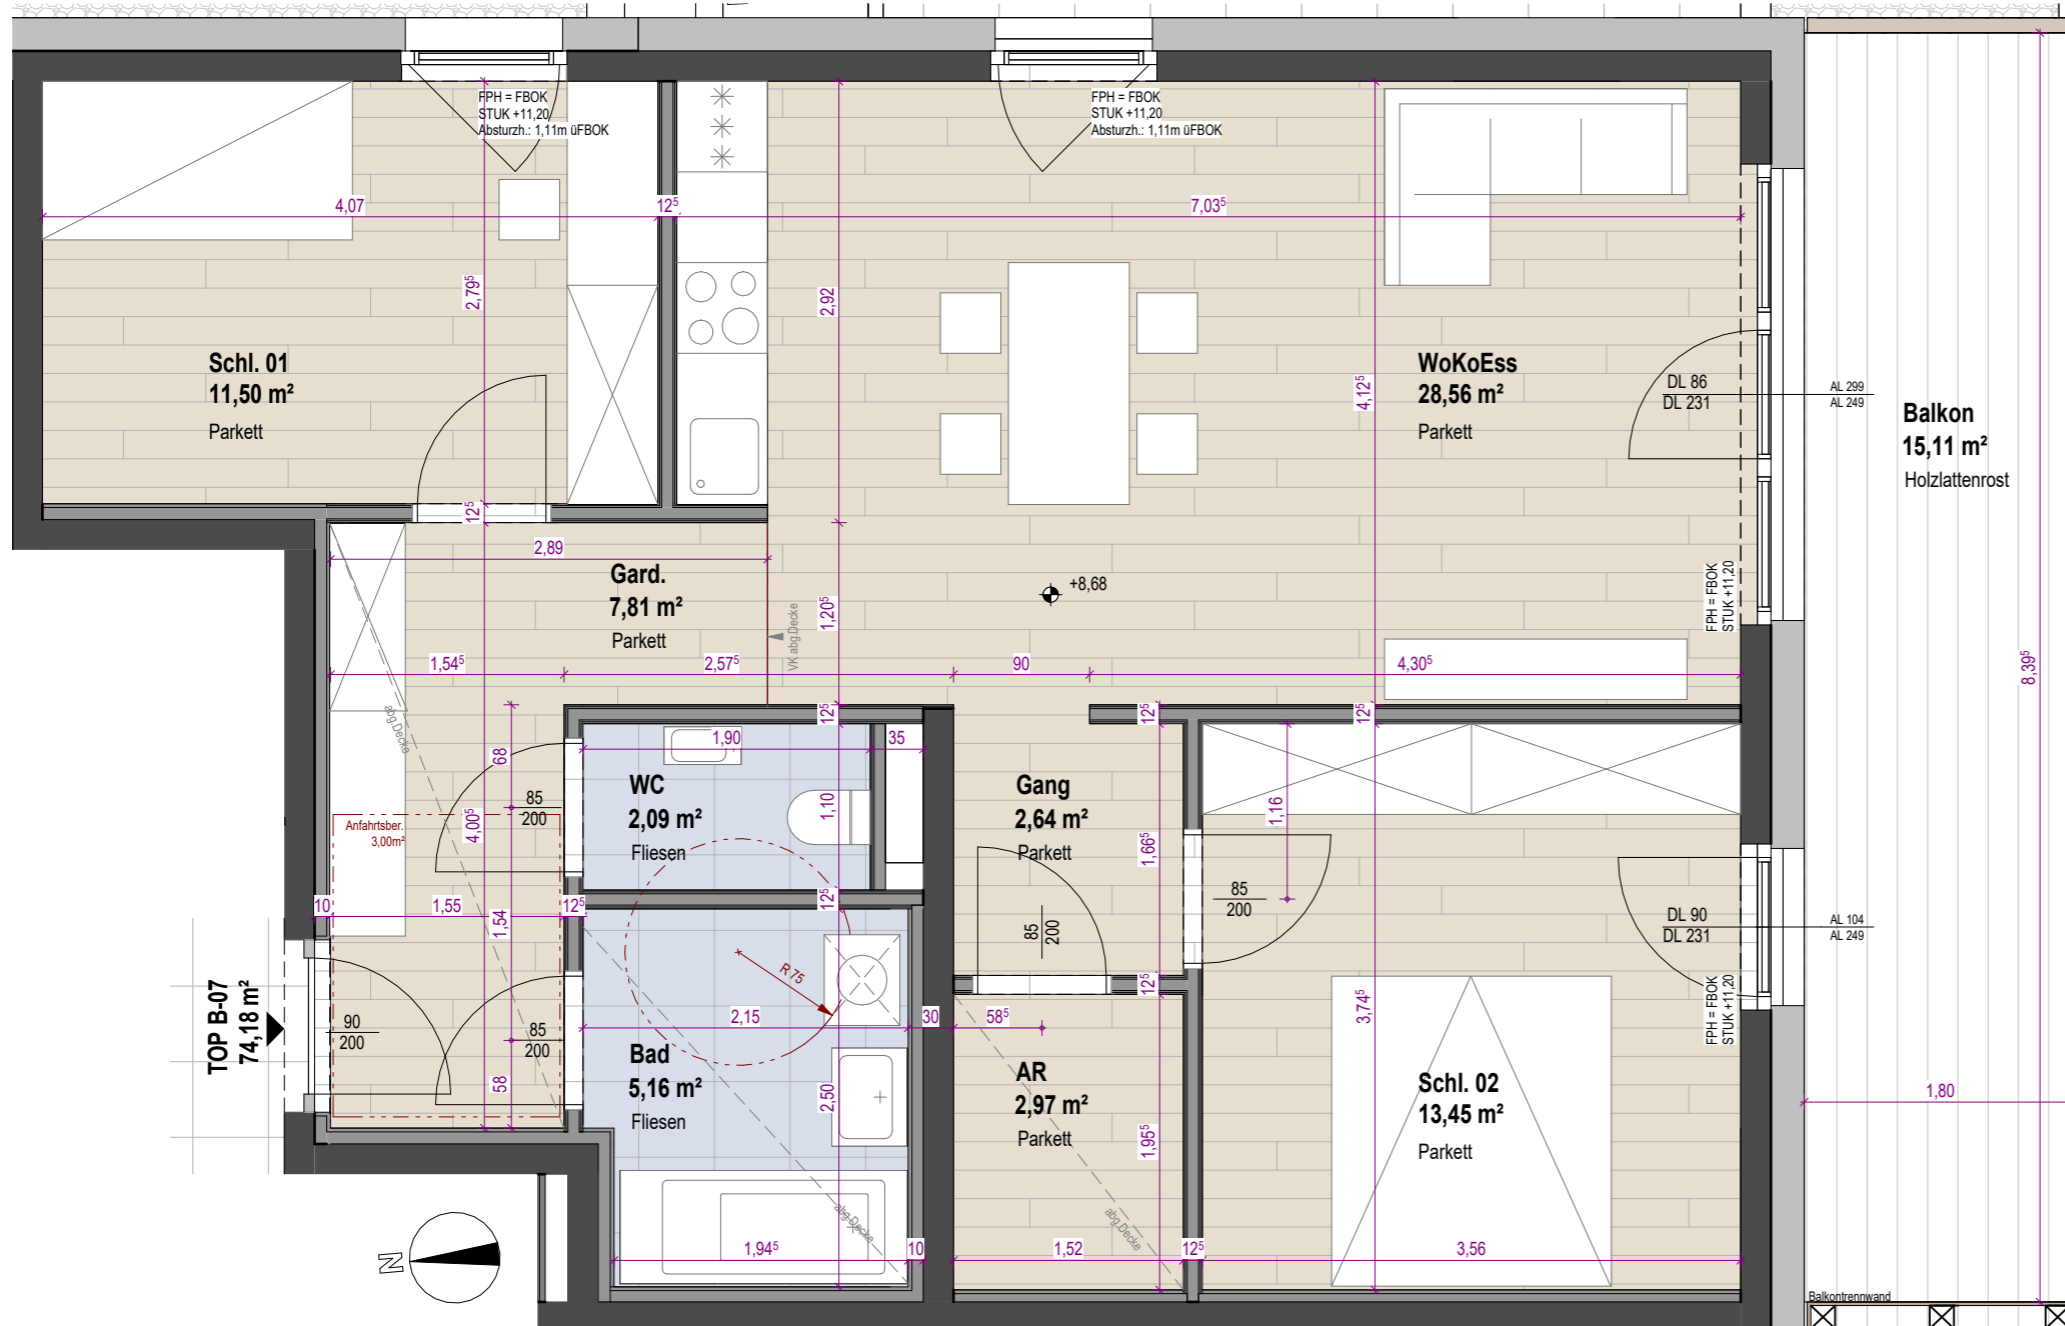 FPH = FBOK
STUK +11,20
Absturzh.: 1,11m üFBOK
FPH = FBOK
STUK +11,20
Absturzh.: 1,11m üFBOK
4,07
12⁵
7,03⁵
2,79⁵
2,92
4,12⁵
Schl. 01
11,50 m²
Parkett
WoKoEss
28,56 m²
Parkett
DL 86
DL 231
AL 299
AL 249
Balkon
15,11 m²
Holzlattenrost
12⁵
2,89
Gard.
7,81 m²
Parkett
VK abg.Decke
1,20⁵
+8,68
FPH = FBOK
STUK +11,20
1,54⁵
2,57⁵
90
4,30⁵
8,39⁵
abg.Decke
68
12⁵
12⁵
12⁵
1,90
35
WC
2,09 m²
Fliesen
1,10
85
200
4,00⁵
Anfahrtsber.
3,00m²
Gang
2,64 m²
Parkett
1,66⁵
1,16
85
200
10
1,55
12⁵
1,54
12⁵
85
200
DL 90
DL 231
AL 104
AL 249
TOP B-07
74,18 m²
90
200
85
200
58
R 75
2,15
30
58⁵
12⁵
3,74⁵
FPH = FBOK
STUK +11,20
Bad
5,16 m²
Fliesen
2,50
AR
2,97 m²
Parkett
1,95⁵
Schl. 02
13,45 m²
Parkett
1,80
N
abg.Decke
abg.Decke
1,94⁵
10
1,52
12⁵
3,56
Balkontrennwand